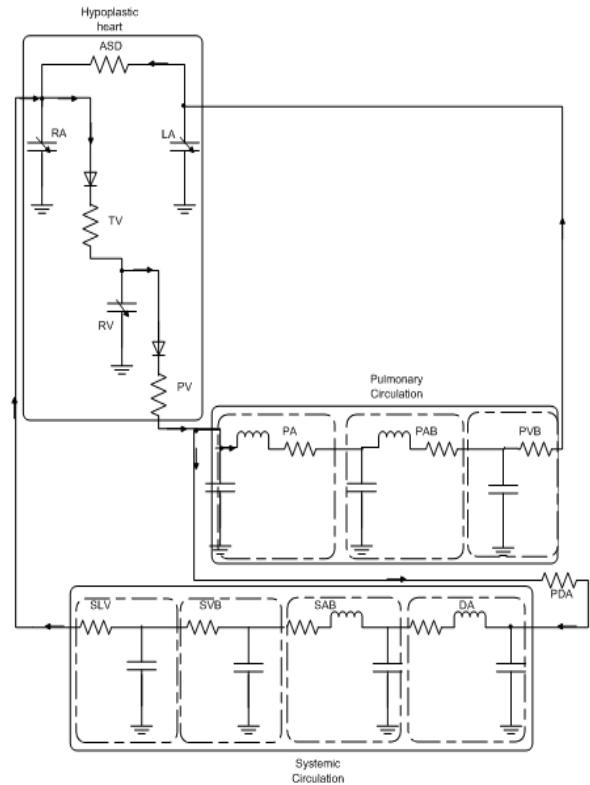 Hypoplastic
heart
ASD
RA
LA
TV
RV
PV
Pulmonary
Circulation
PA
PAB
PVB
PDA
SLV
SVB
SAB
DA
Systemic
Circulation